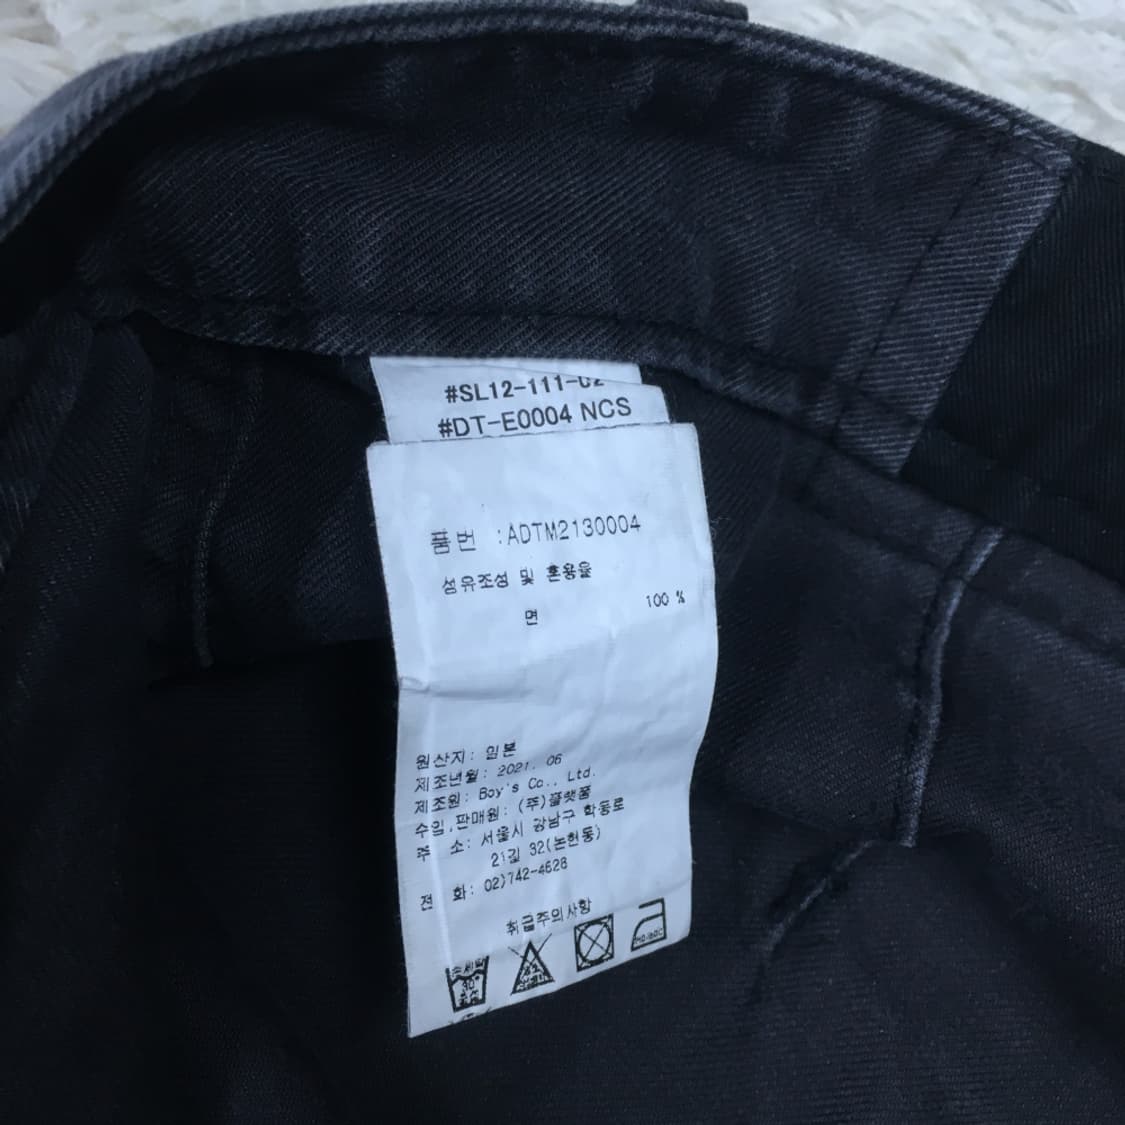 #SL12-111-02
#DT-E0004 NCS
품번 :ADTM2130004
섬유조성 및 혼용율
면 100 %
원산지: 일본
제조년월: 2021. 06
제조원: Boy's Co., Ltd.
수입,판매원: (주)플랫폼
주 소: 서울시 강남구 학동로
21길 32(논현동)
전 화: 02)742-4628
취급주의사항
손세탁